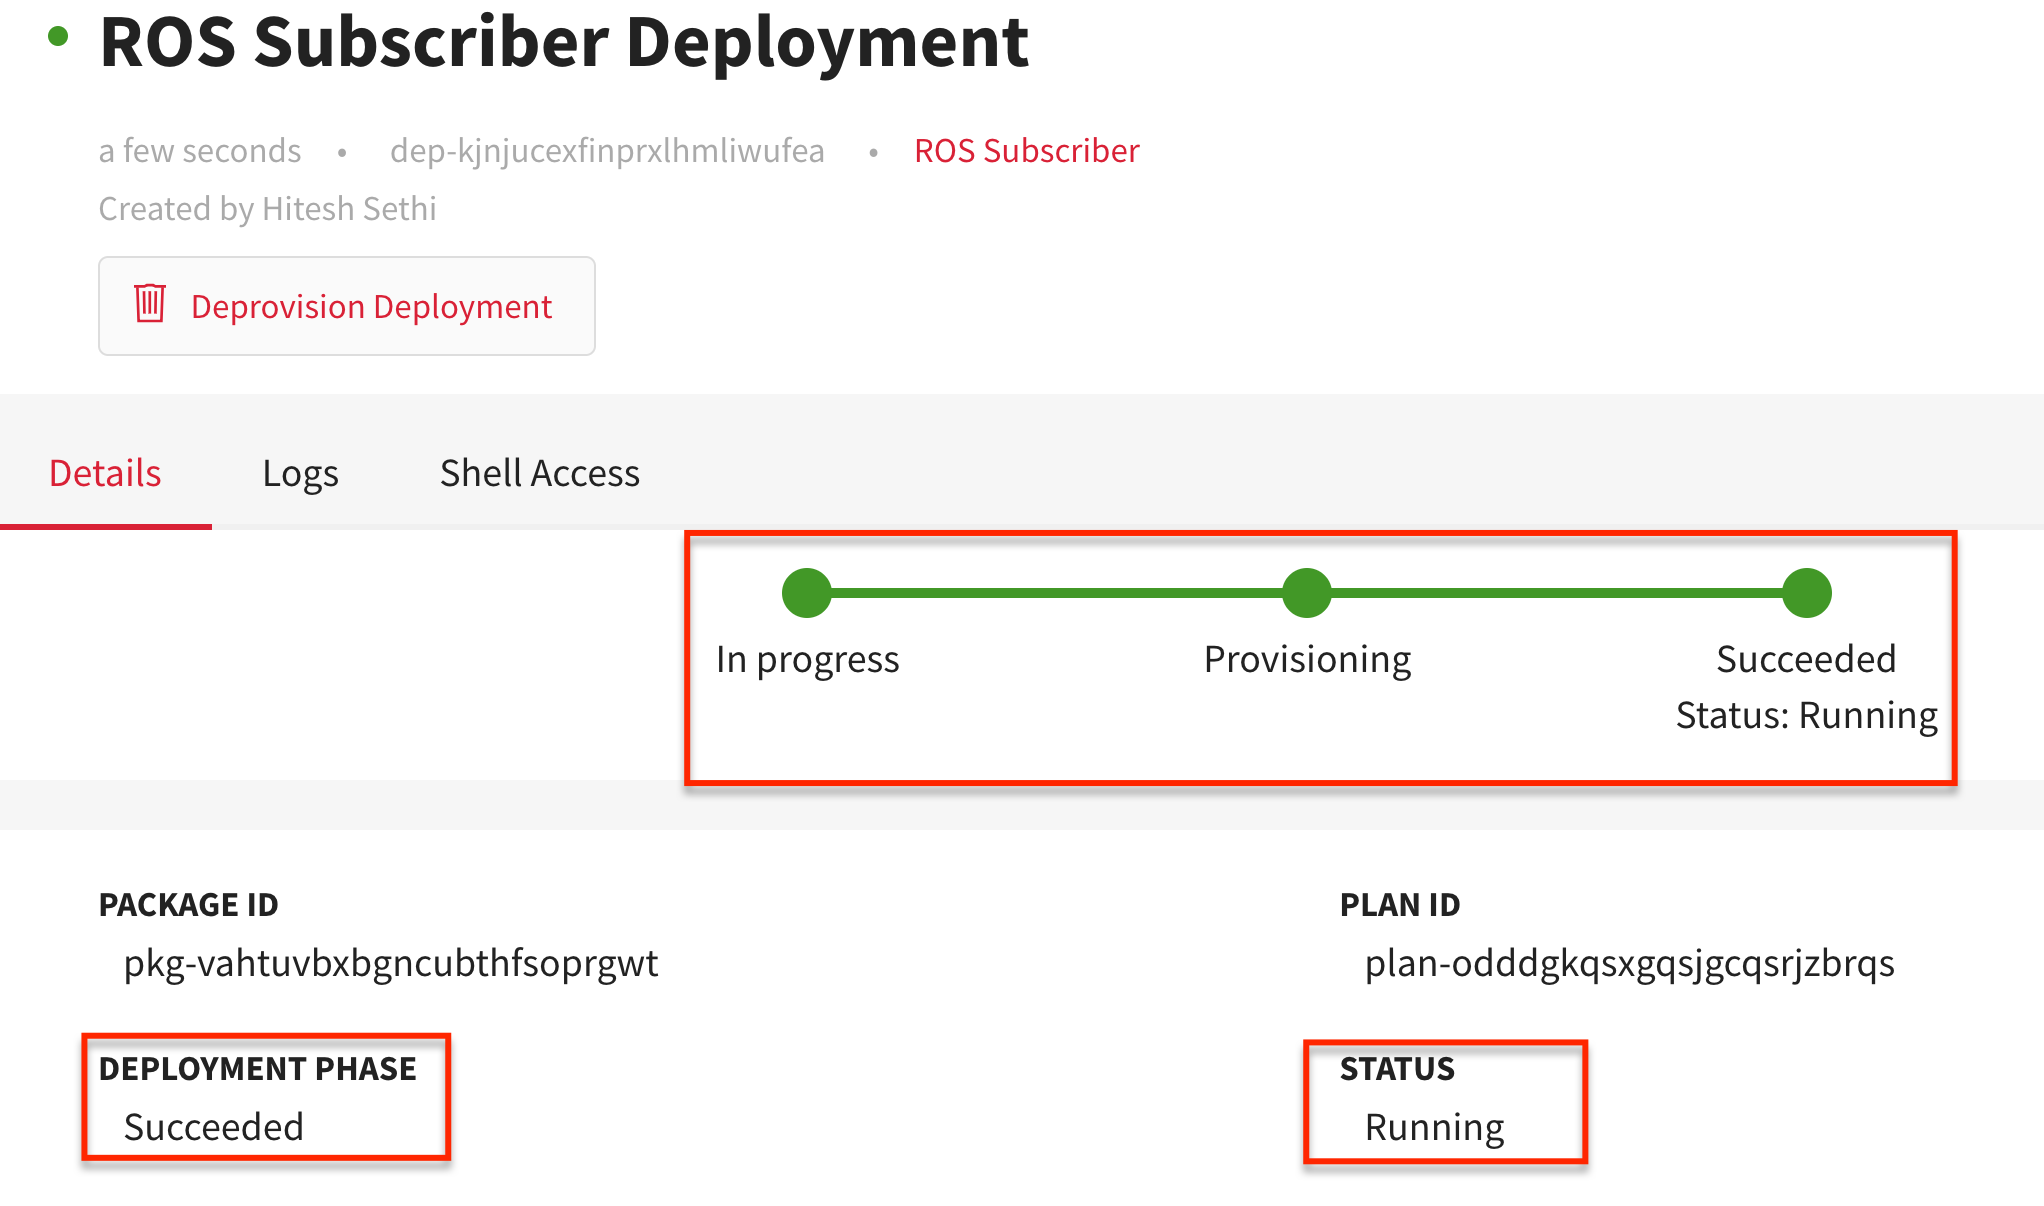 ROS Subscriber Deployment
a few seconds • dep-kjnjucexfinprxlhmliwufea • ROS Subscriber
Created by Hitesh Sethi
Deprovision Deployment
Details Logs Shell Access
In progress Provisioning Succeeded
Status: Running
PACKAGE ID PLAN ID
pkg-vahtuvbxbgncubthfsoprgwt plan-odddgkqsxgqsjgcqsrjzbrqs
DEPLOYMENT PHASE STATUS
Succeeded Running